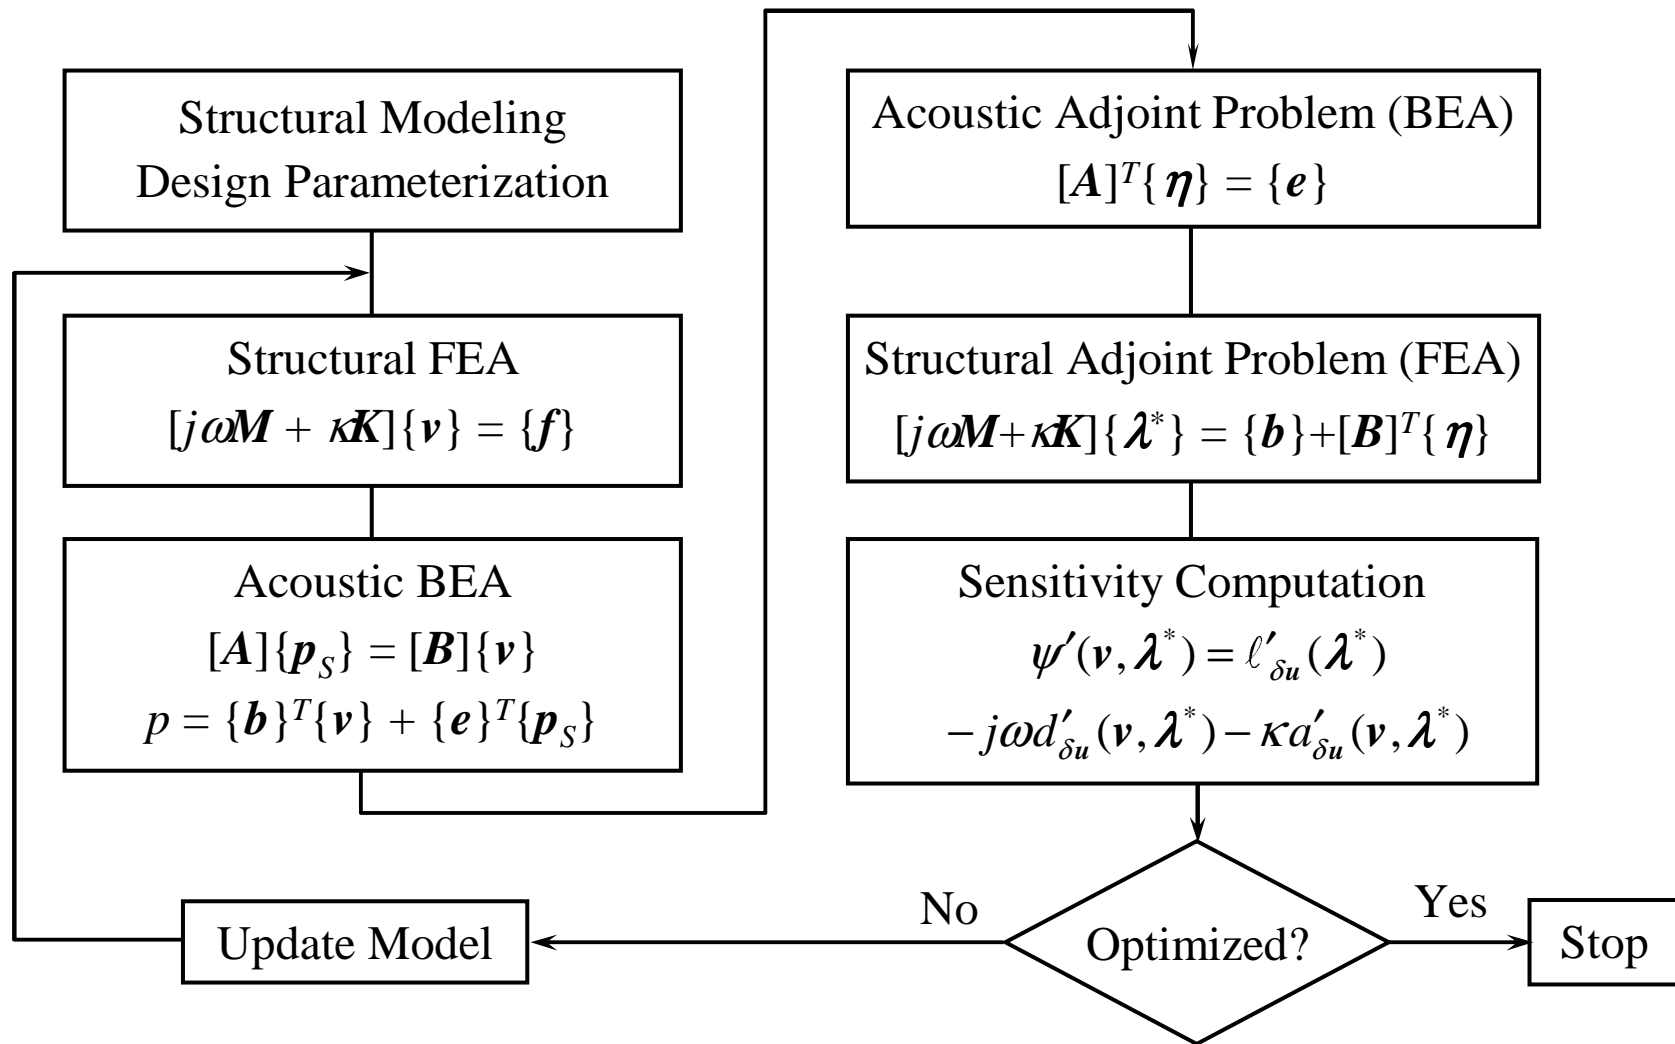 Structural Modeling
Design Parameterization
Structural FEA
[jωM + κK]{v} = {f}
Acoustic BEA
[A]{p_S} = [B]{v}
p = {b}^T{v} + {e}^T{p_S}
Acoustic Adjoint Problem (BEA)
[A]^T{η} = {e}
Structural Adjoint Problem (FEA)
[jωM+κK]{λ^*} = {b}+[B]^T{η}
Sensitivity Computation
ψ′(v, λ^*) = ℓ′_δu(λ^*)
− jωd′_δu(v, λ^*) − κa′_δu(v, λ^*)
Optimized?
No
Yes
Update Model
Stop